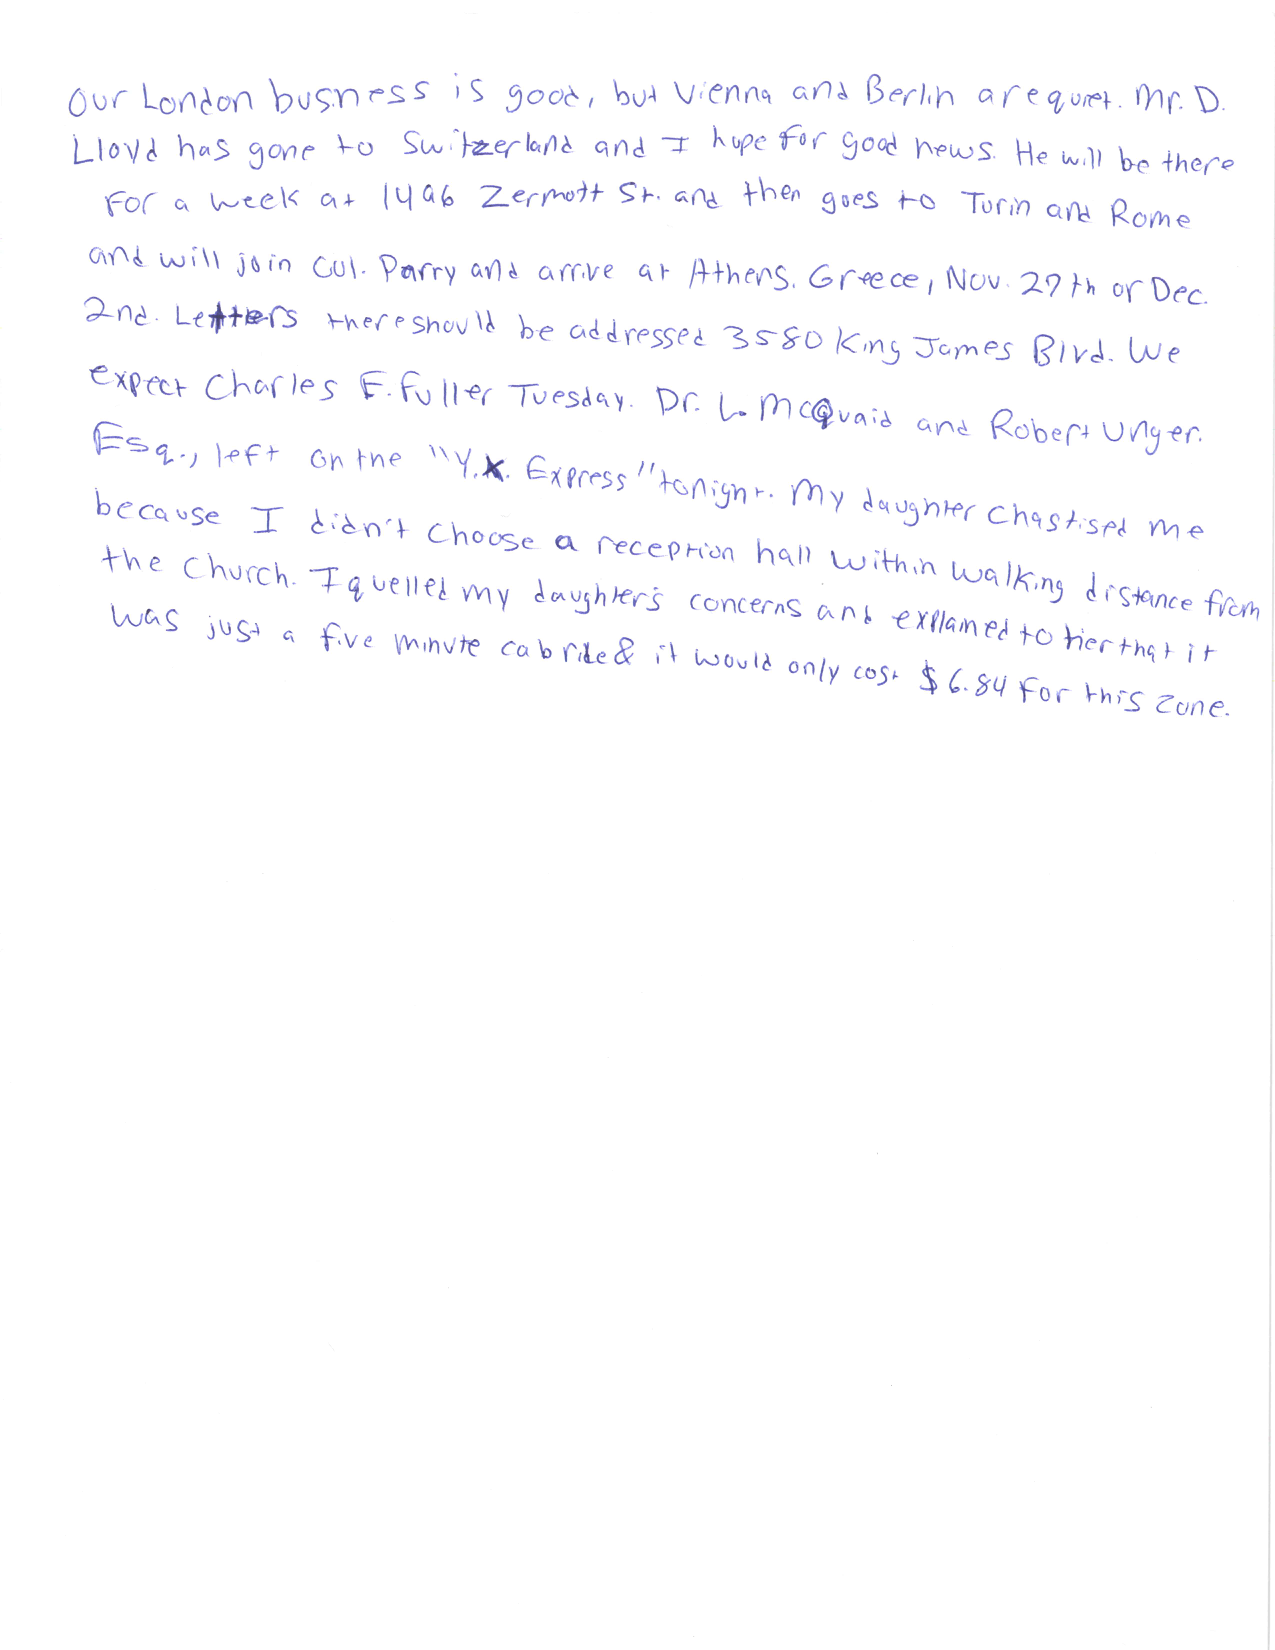 Our London business is good, but Vienna and Berlin are quiet. Mr. D.
Lloyd has gone to Switzerland and I hope for good news. He will be there
for a week at 1496 Zermott St. and then goes to Turin and Rome
and will join Col. Parry and arrive at Athens, Greece, Nov. 27th or Dec.
2nd. Letters there should be addressed 3580 King James Blvd. We
expect Charles E. Fuller Tuesday. Dr. L. McQuaid and Robert Unger.
Esq., left on the "Y.X. Express" tonight. My daughter chastised me
because I didn't choose a reception hall within walking distance from
the church. I quelled my daughter's concerns and explained to her that it
was just a five minute cab ride & it would only cost $6.84 for this zone.